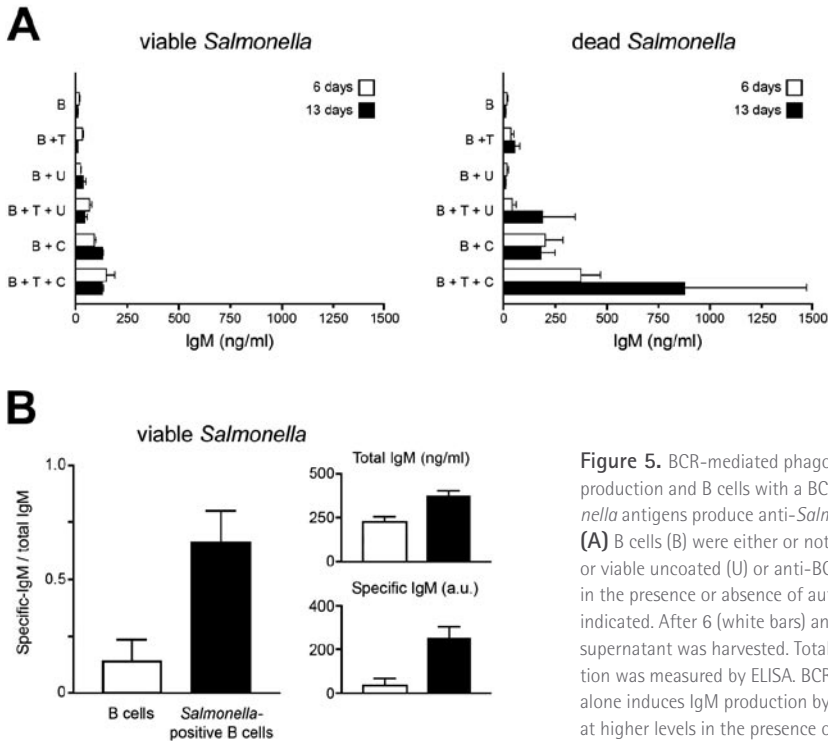 A
viable Salmonella
6 days
13 days
B
B +T
B + U
B + T + U
B + C
B + T + C
0
250
500
750
1000
1250
1500
IgM (ng/ml)
dead Salmonella
6 days
13 days
B
B +T
B + U
B + T + U
B + C
B + T + C
0
250
500
750
1000
1250
1500
IgM (ng/ml)
B
viable Salmonella
Specific-IgM / total IgM
1.0
0.5
0
B cells
Salmonella-
positive B cells
Total IgM (ng/ml)
500
250
0
Specific IgM (a.u.)
400
200
0
Figure 5. BCR-mediated phagoc
production and B cells with a BC
nella antigens produce anti-Salm
(A) B cells (B) were either or not
or viable uncoated (U) or anti-BC
in the presence or absence of au
indicated. After 6 (white bars) an
supernatant was harvested. Total
tion was measured by ELISA. BCR
alone induces IgM production by
at higher levels in the presence o